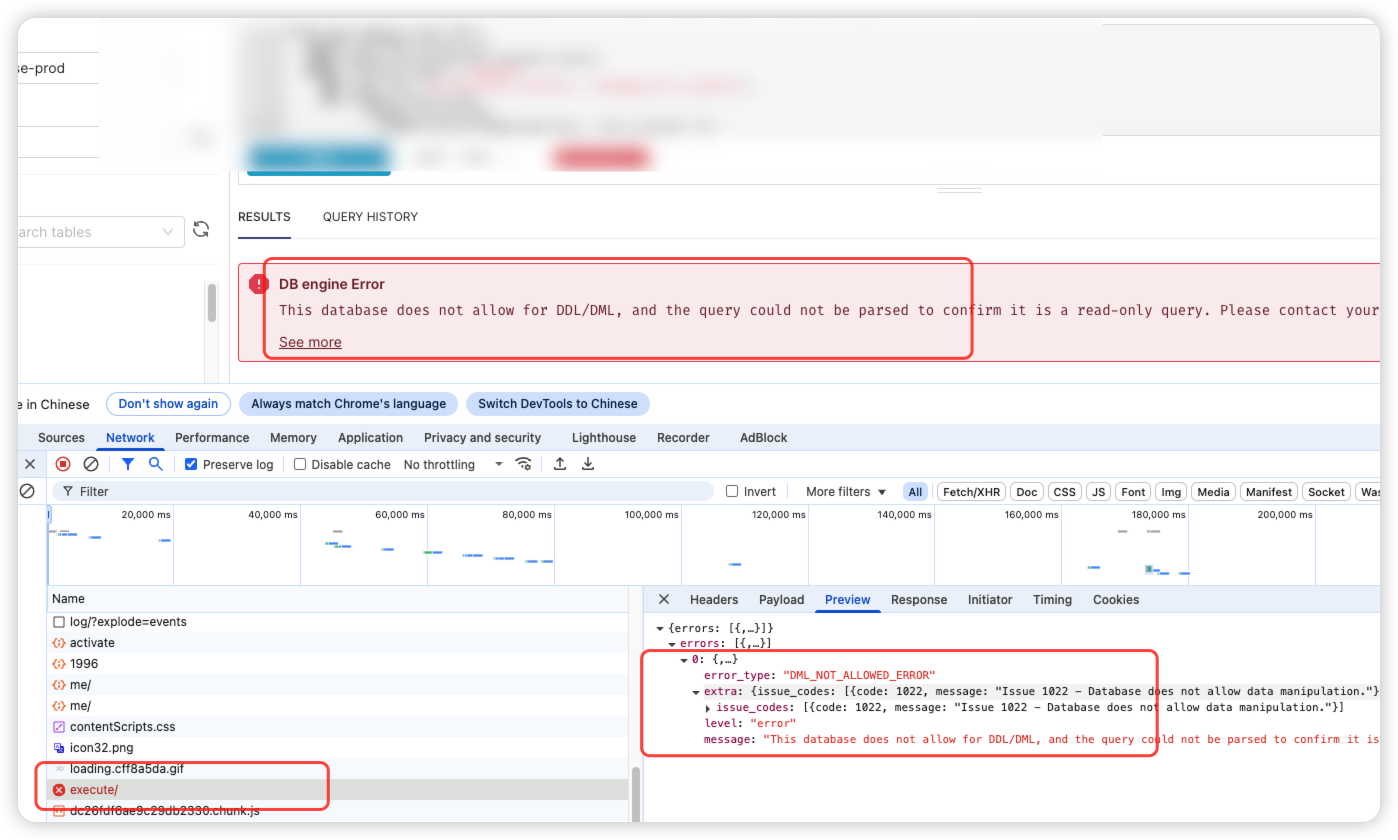 se-prod
arch tables
RESULTS QUERY HISTORY
DB engine Error
This database does not allow for DDL/DML, and the query could not be parsed to confirm it is a read-only query. Please contact your
See more
e in Chinese Don't show again Always match Chrome's language Switch DevTools to Chinese
Sources Network Performance Memory Application Privacy and security Lighthouse Recorder AdBlock
Preserve log Disable cache No throttling
Filter Invert More filters All Fetch/XHR Doc CSS JS Font Img Media Manifest Socket Was
20,000 ms 40,000 ms 60,000 ms 80,000 ms 100,000 ms 120,000 ms 140,000 ms 160,000 ms 180,000 ms 200,000 ms
Name
log/?explode=events
activate
1996
me/
me/
contentScripts.css
icon32.png
loading.cff8a5da.gif
execute/
dc26fdf6ae9c29db2330.chunk.js
Headers Payload Preview Response Initiator Timing Cookies
{errors: [{,…}]}
errors: [{,…}]
0: {,…}
error_type: "DML_NOT_ALLOWED_ERROR"
extra: {issue_codes: [{code: 1022, message: "Issue 1022 – Database does not allow data manipulation."}
issue_codes: [{code: 1022, message: "Issue 1022 – Database does not allow data manipulation."}]
level: "error"
message: "This database does not allow for DDL/DML, and the query could not be parsed to confirm it is